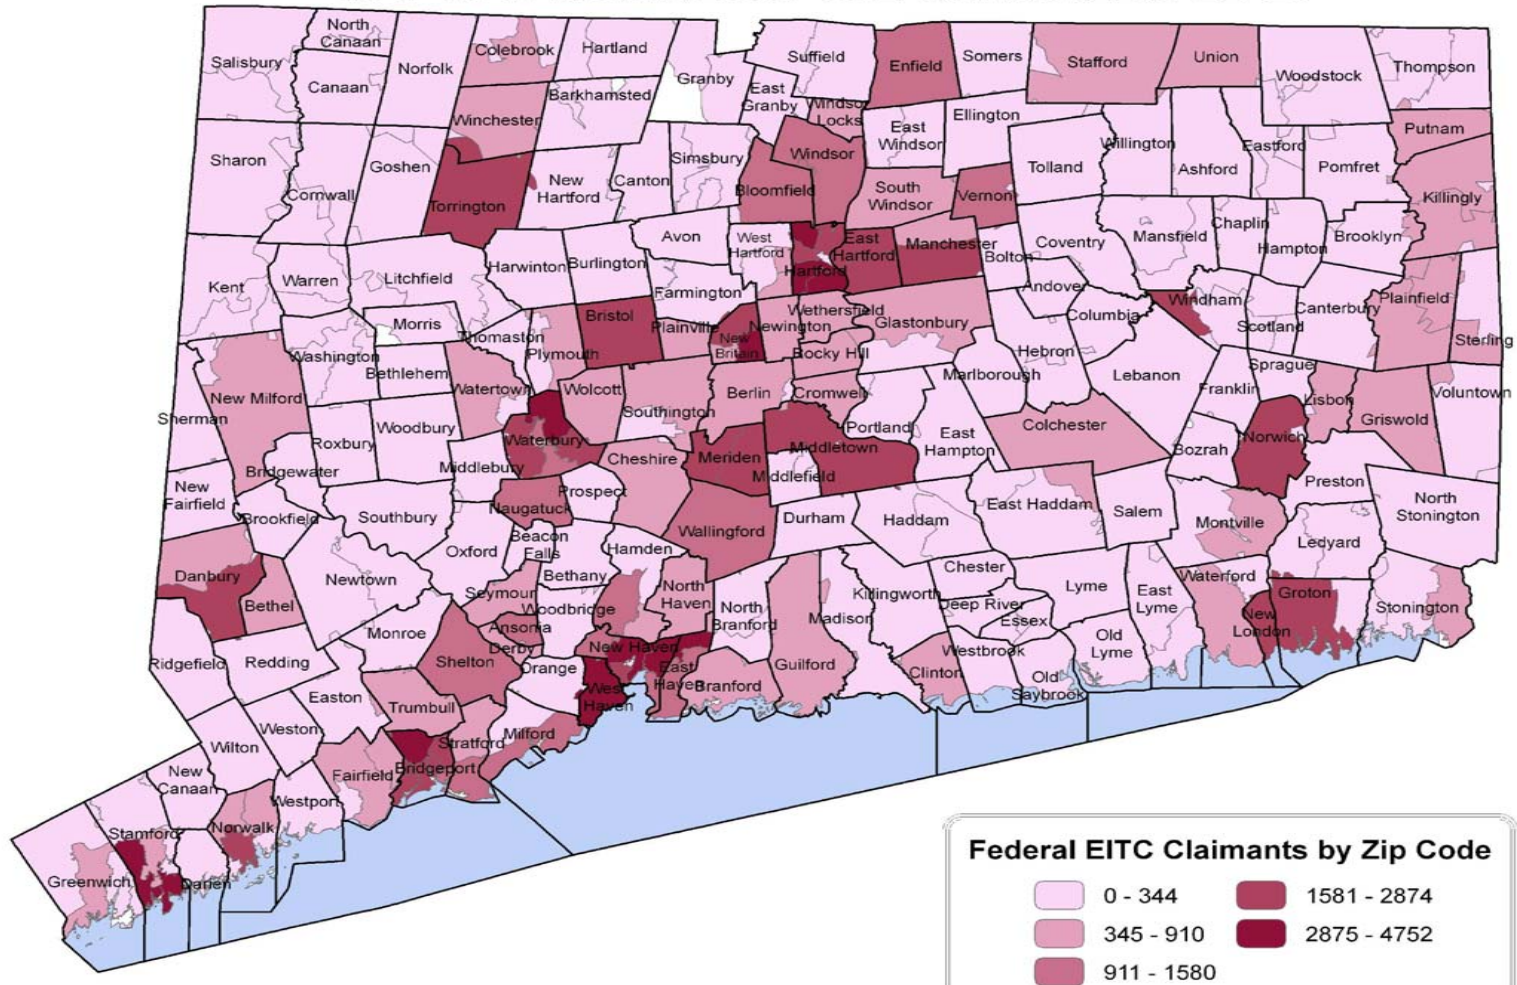 North
Canaan
Colebrook
Hartland
Suffield
Enfield
Somers
Stafford
Union
Woodstock
Thompson
Salisbury
Canaan
Norfolk
Granby
East
Granby
Windsor
Locks
Barkhamsted
Winchester
East
Windsor
Ellington
Putnam
Sharon
Goshen
Simsbury
Windsor
Tolland
Willington
Ashford
Eastford
Pomfret
Cornwall
Torrington
New
Hartford
Canton
Bloomfield
South
Windsor
Vernon
Killingly
Avon
West
Hartford
East
Hartford
Manchester
Bolton
Coventry
Mansfield
Chaplin
Hampton
Brooklyn
Kent
Warren
Litchfield
Harwinton
Burlington
Farmington
Hartford
Andover
Columbia
Windham
Scotland
Canterbury
Plainfield
Sterling
Morris
Thomaston
Bristol
Plainville
New
Britain
Newington
Wethersfield
Rocky Hill
Glastonbury
Hebron
Marlborough
Lebanon
Franklin
Sprague
Lisbon
Voluntown
Washington
Bethlehem
Watertown
Plymouth
Wolcott
Southington
Berlin
Cromwell
Portland
East
Hampton
Colchester
Bozrah
Norwich
Griswold
Sherman
New Milford
Roxbury
Woodbury
Waterbury
Middlebury
Cheshire
Meriden
Middletown
Middlefield
Preston
North
Stonington
Bridgewater
New
Fairfield
Brookfield
Southbury
Naugatuck
Prospect
Wallingford
Durham
Haddam
East Haddam
Salem
Montville
Ledyard
Danbury
Bethel
Newtown
Oxford
Beacon
Falls
Bethany
Hamden
North
Haven
North
Branford
Madison
Killingworth
Chester
Deep River
Essex
Lyme
East
Lyme
Waterford
New
London
Groton
Stonington
Seymour
Woodbridge
Ansonia
Derby
Monroe
Ridgefield
Redding
Shelton
Orange
New Haven
West
Haven
East
Haven
Branford
Guilford
Clinton
Westbrook
Old
Saybrook
Old
Lyme
Easton
Trumbull
Stratford
Milford
Weston
Wilton
Fairfield
Bridgeport
New
Canaan
Westport
Norwalk
Stamford
Darien
Greenwich
Federal EITC Claimants by Zip Code
0 - 344
345 - 910
911 - 1580
1581 - 2874
2875 - 4752